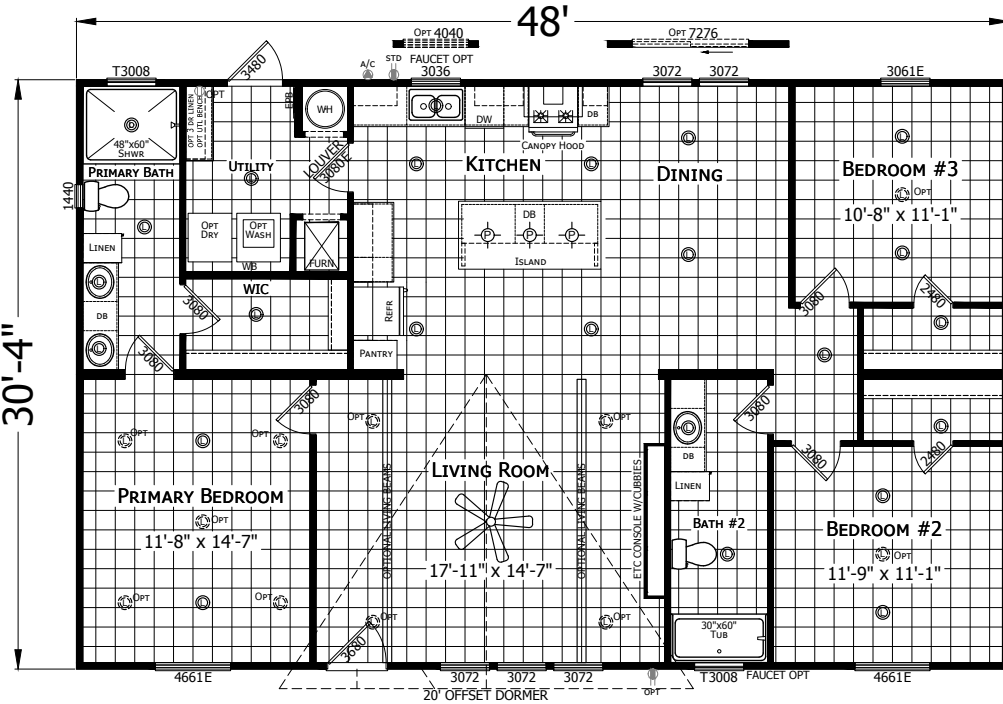 48'
OPT 4040
OPT 7276
A/C
STD
FAUCET OPT
T3008
3480
3036
3072
3072
3061E
OPT
OPT 3 DR LINEN
OPT UTL BENCH
EPB
WH
DW
DB
CANOPY HOOD
48"x60"
SHWR
LOUVER
3080E
UTILITY
KITCHEN
DINING
BEDROOM #3
OPT
10'-8" x 11'-1"
PRIMARY BATH
1440
LINEN
OPT
DRY
OPT
WASH
WB
FURN
DB
P
P
P
ISLAND
L
DB
L
WIC
3080
REFR
PANTRY
3080
3080
2480
30'-4"
3080
OPT
OPT
OPT
OPT
3080
L
DB
3080
2480
PRIMARY BEDROOM
OPT
11'-8" x 14'-7"
OPT
OPT
OPTIONAL LIVING BEAMS
LIVING ROOM
17'-11" x 14'-7"
OPTIONAL LIVING BEAMS
ETC CONSOLE W/CUBBIES
LINEN
BATH #2
BEDROOM #2
OPT
11'-9" x 11'-1"
OPT
OPT
3680
30"x60"
TUB
4661E
3072
3072
3072
OPT
T3008
FAUCET OPT
4661E
20' OFFSET DORMER